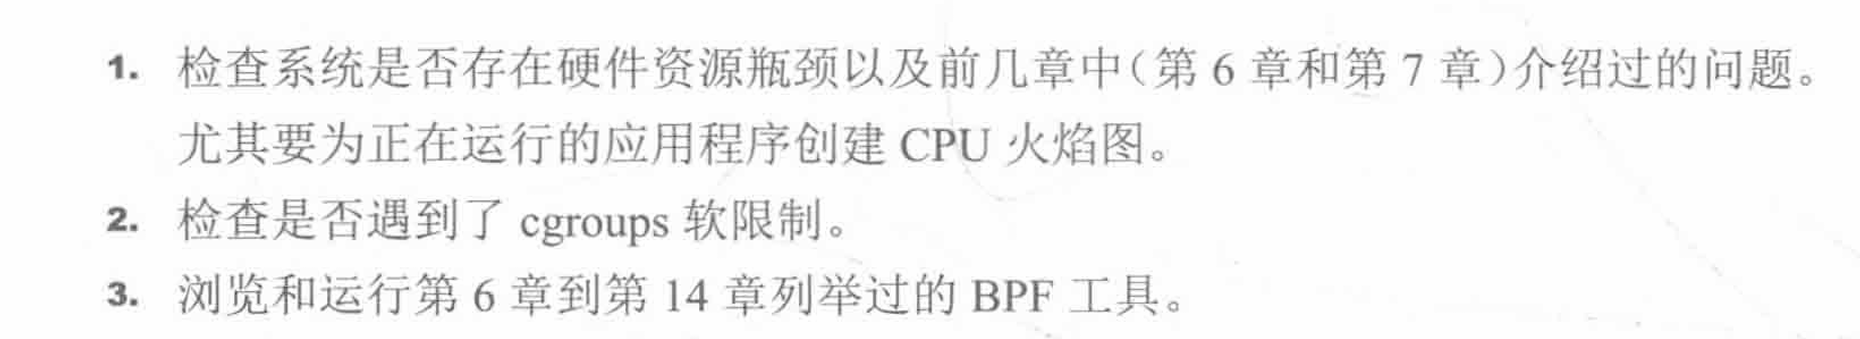 1. 检查系统是否存在硬件资源瓶颈以及前几章中（第 6 章和第 7 章）介绍过的问题。
尤其要为正在运行的应用程序创建 CPU 火焰图。
2. 检查是否遇到了 cgroups 软限制。
3. 浏览和运行第 6 章到第 14 章列举过的 BPF 工具。